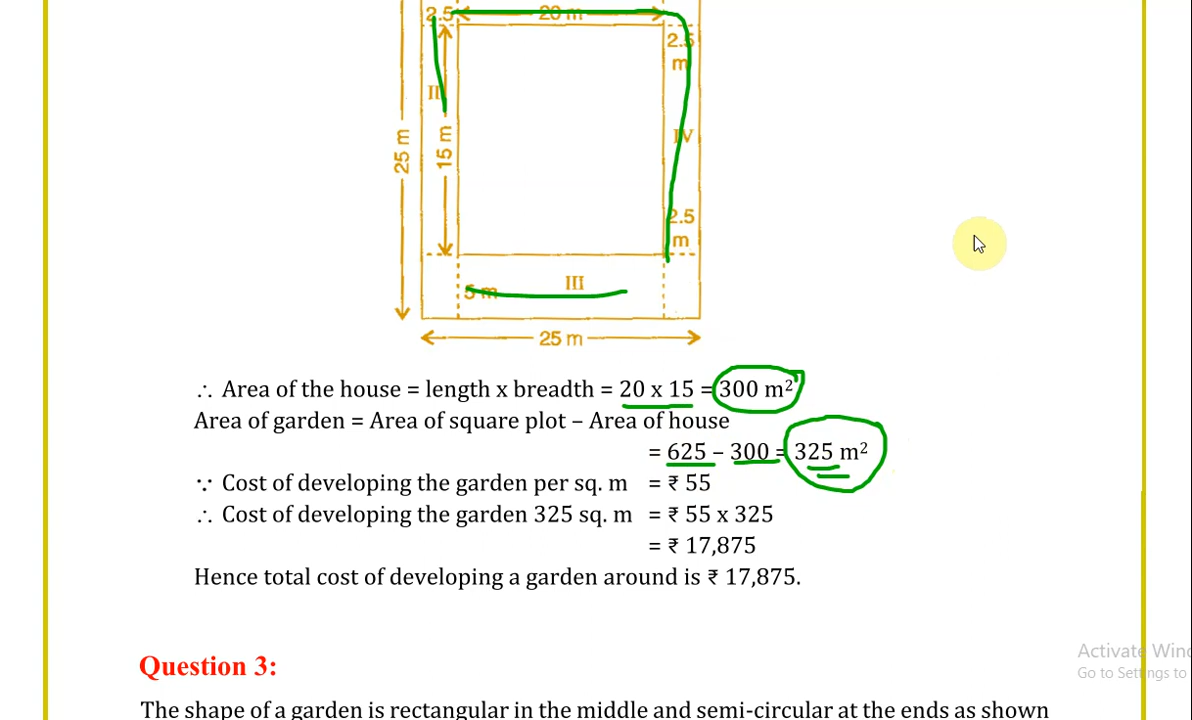 2.5 20 m
2.5
m
II
IV
25 m
15 m
2.5
m
III
5 m
25 m
∴ Area of the house = length x breadth = 20 x 15 = 300 m²
Area of garden = Area of square plot – Area of house
= 625 – 300 = 325 m²
∵ Cost of developing the garden per sq. m = ₹ 55
∴ Cost of developing the garden 325 sq. m = ₹ 55 x 325
= ₹ 17,875
Hence total cost of developing a garden around is ₹ 17,875.
Activate Win
Go to Settings to
Question 3:
The shape of a garden is rectangular in the middle and semi-circular at the ends as shown